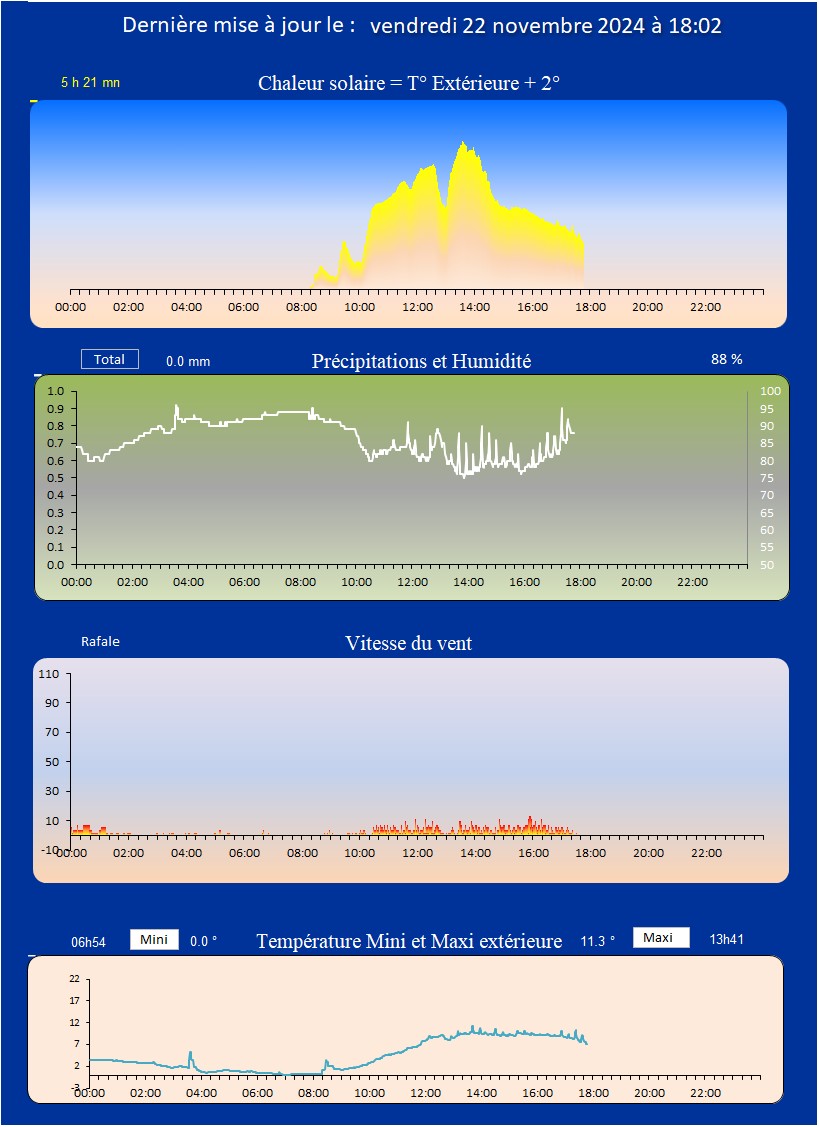 Dernière mise à jour le : vendredi 22 novembre 2024 à 18:02
5 h 21 mn Chaleur solaire = T° Extérieure + 2°
00:00 02:00 04:00 06:00 08:00 10:00 12:00 14:00 16:00 18:00 20:00 22:00
Total 0.0 mm Précipitations et Humidité 88 %
1.0 100
0.9 95
0.8 90
0.7 85
0.6 80
0.5 75
0.4 70
0.3 65
0.2 60
0.1 55
0.0 50
00:00 02:00 04:00 06:00 08:00 10:00 12:00 14:00 16:00 18:00 20:00 22:00
Rafale Vitesse du vent
110
90
70
50
30
10
-10
00:00 02:00 04:00 06:00 08:00 10:00 12:00 14:00 16:00 18:00 20:00 22:00
06h54 Mini 0.0 ° Température Mini et Maxi extérieure 11.3 ° Maxi 13h41
22
17
12
7
2
-3
00:00 02:00 04:00 06:00 08:00 10:00 12:00 14:00 16:00 18:00 20:00 22:00